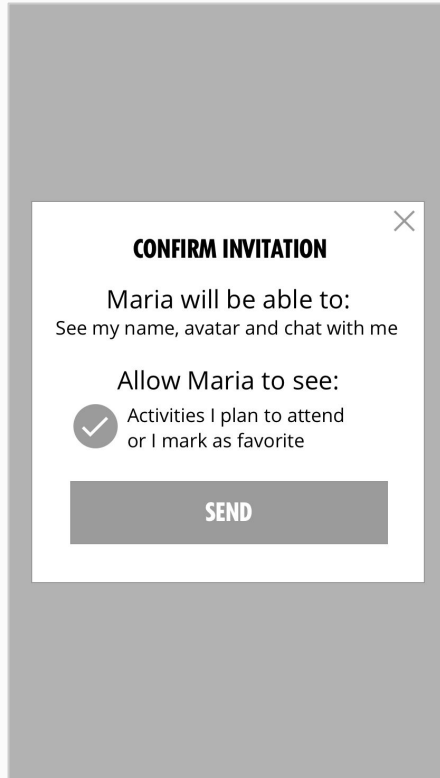 CONFIRM INVITATION
Maria will be able to:
See my name, avatar and chat with me
Allow Maria to see:
Activities I plan to attend
or I mark as favorite
SEND